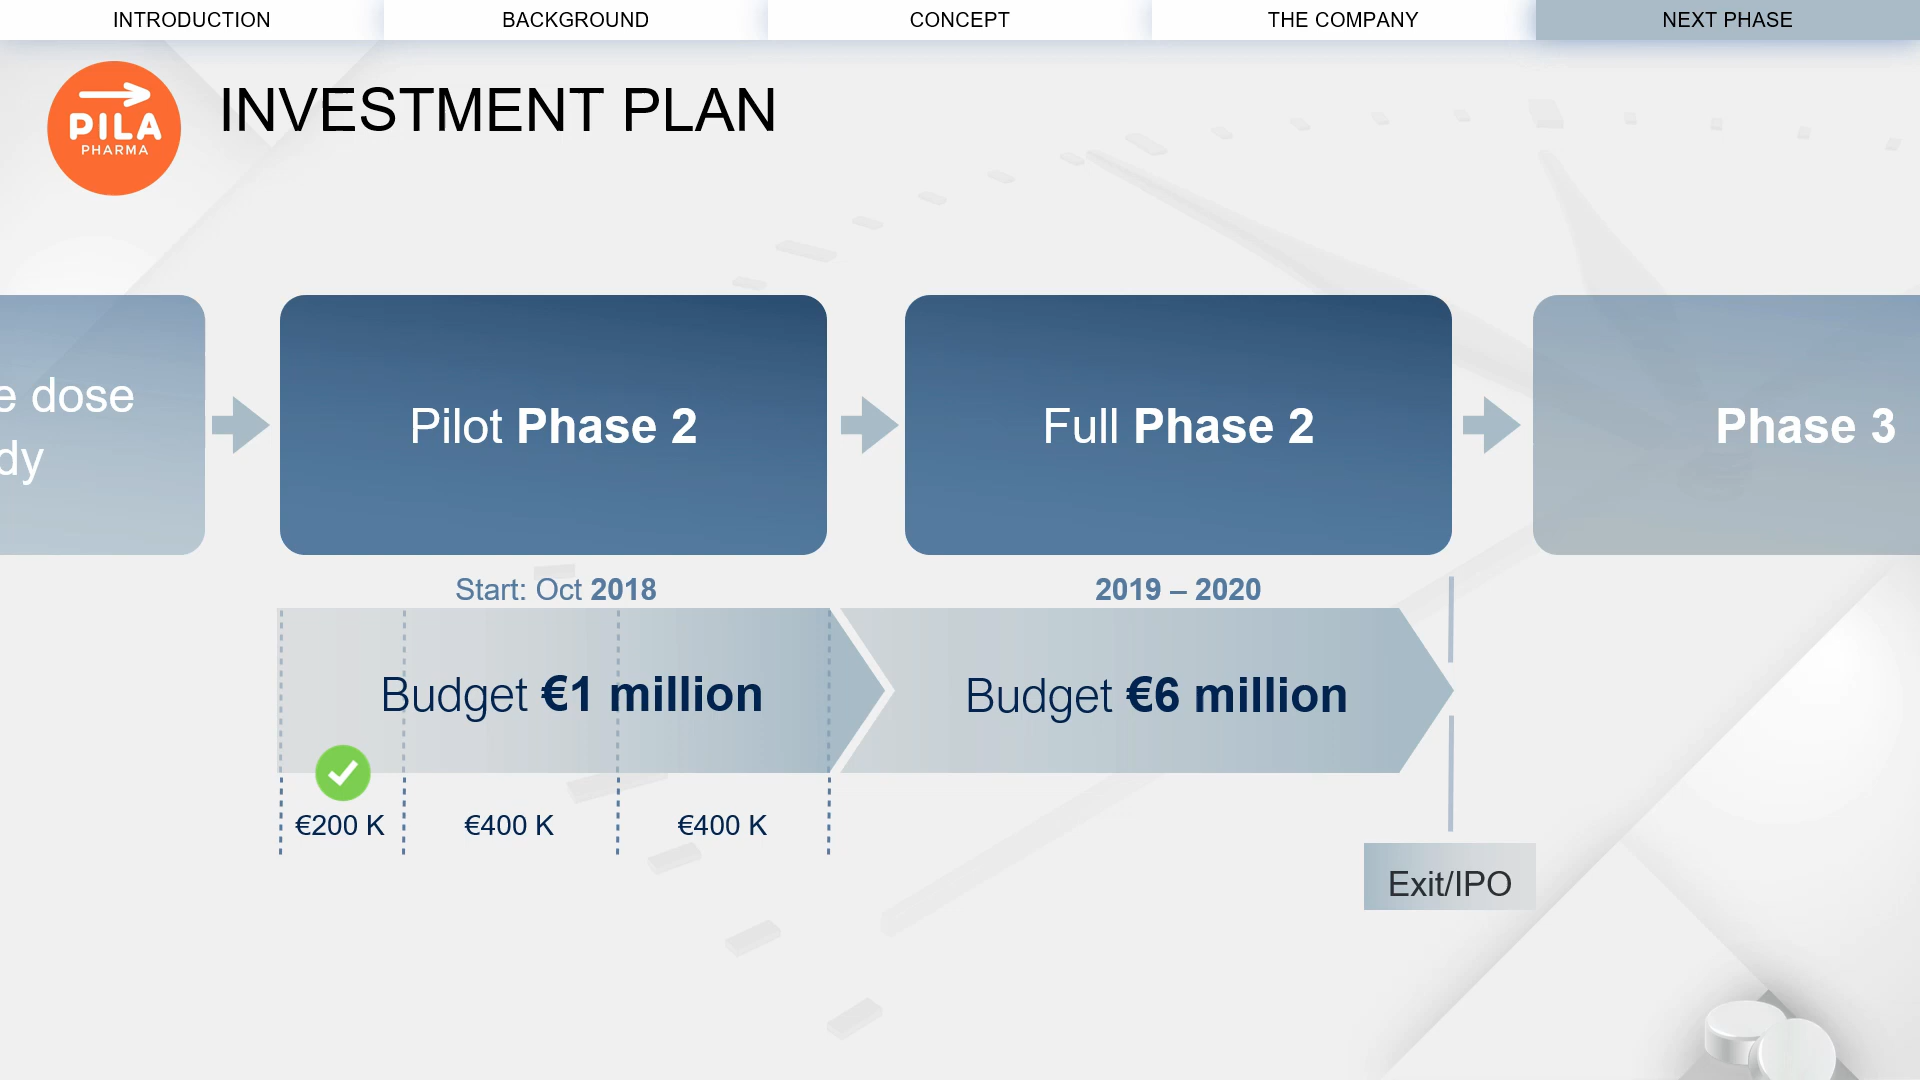 INTRODUCTION
BACKGROUND
CONCEPT
THE COMPANY
NEXT PHASE
PILA
PHARMA
INVESTMENT PLAN
e dose
dy
Pilot Phase 2
Full Phase 2
Phase 3
Start: Oct 2018
2019 – 2020
Budget €1 million
Budget €6 million
€200 K
€400 K
€400 K
Exit/IPO